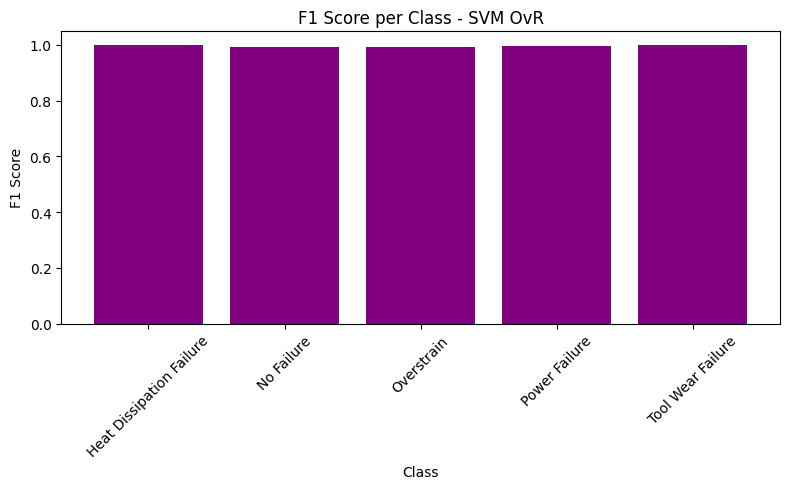 F1 Score per Class - SVM OvR
F1 Score
1.0
0.8
0.6
0.4
0.2
0.0
Heat Dissipation Failure
No Failure
Overstrain
Power Failure
Tool Wear Failure
Class